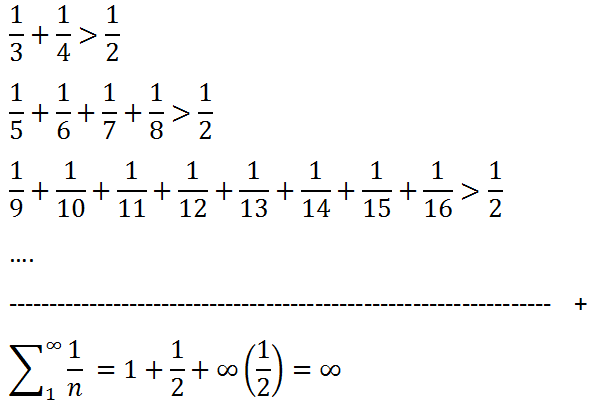 1/3 + 1/4 > 1/2
1/5 + 1/6 + 1/7 + 1/8 > 1/2
1/9 + 1/10 + 1/11 + 1/12 + 1/13 + 1/14 + 1/15 + 1/16 > 1/2
....
-------------------------------------------------------------------- +
∑₁^∞ 1/n = 1 + 1/2 + ∞(1/2) = ∞